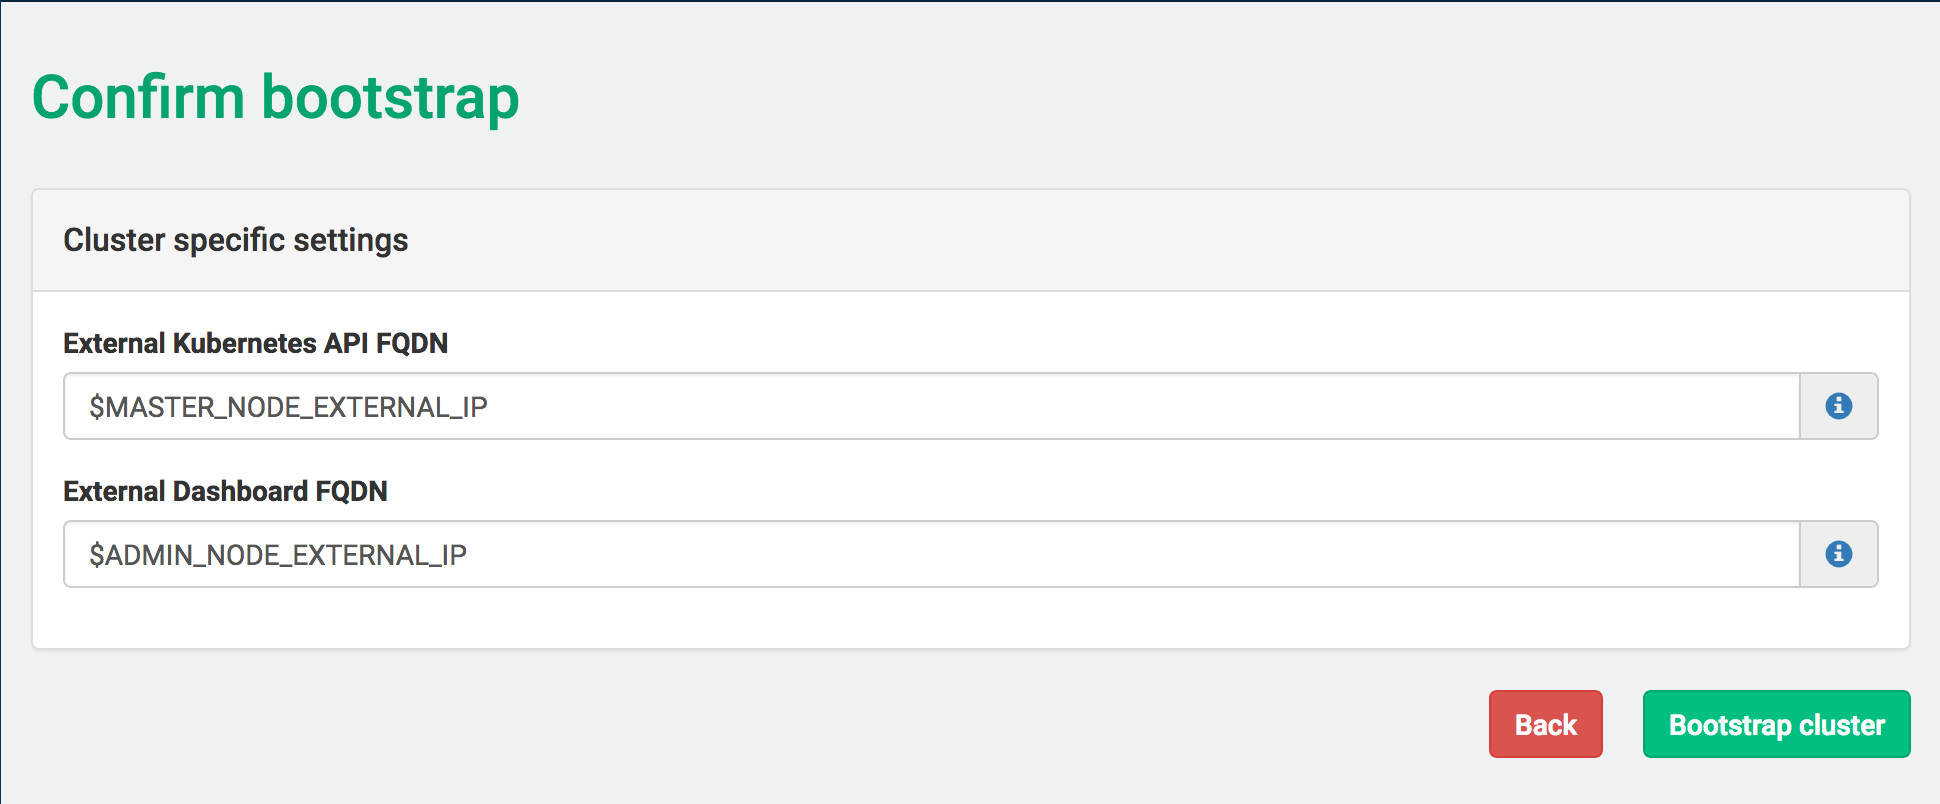 Confirm bootstrap
Cluster specific settings
External Kubernetes API FQDN
$MASTER_NODE_EXTERNAL_IP
External Dashboard FQDN
$ADMIN_NODE_EXTERNAL_IP
Back
Bootstrap cluster